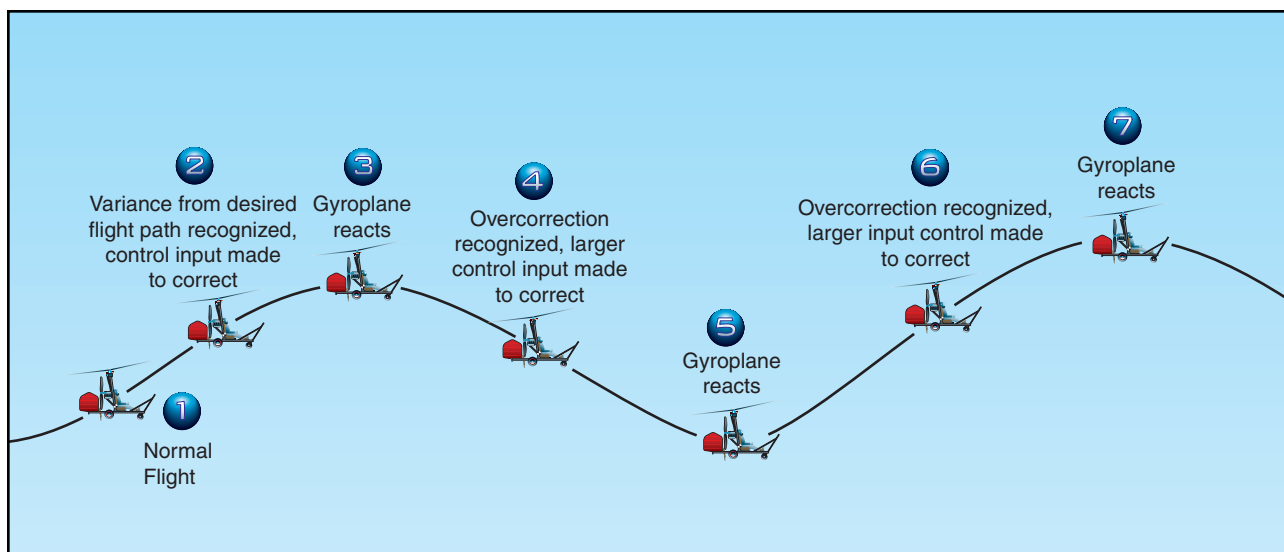 1
Normal
Flight
2
Variance from desired
flight path recognized,
control input made
to correct
3
Gyroplane
reacts
4
Overcorrection
recognized, larger
control input made
to correct
5
Gyroplane
reacts
6
Overcorrection recognized,
larger input control made
to correct
7
Gyroplane
reacts